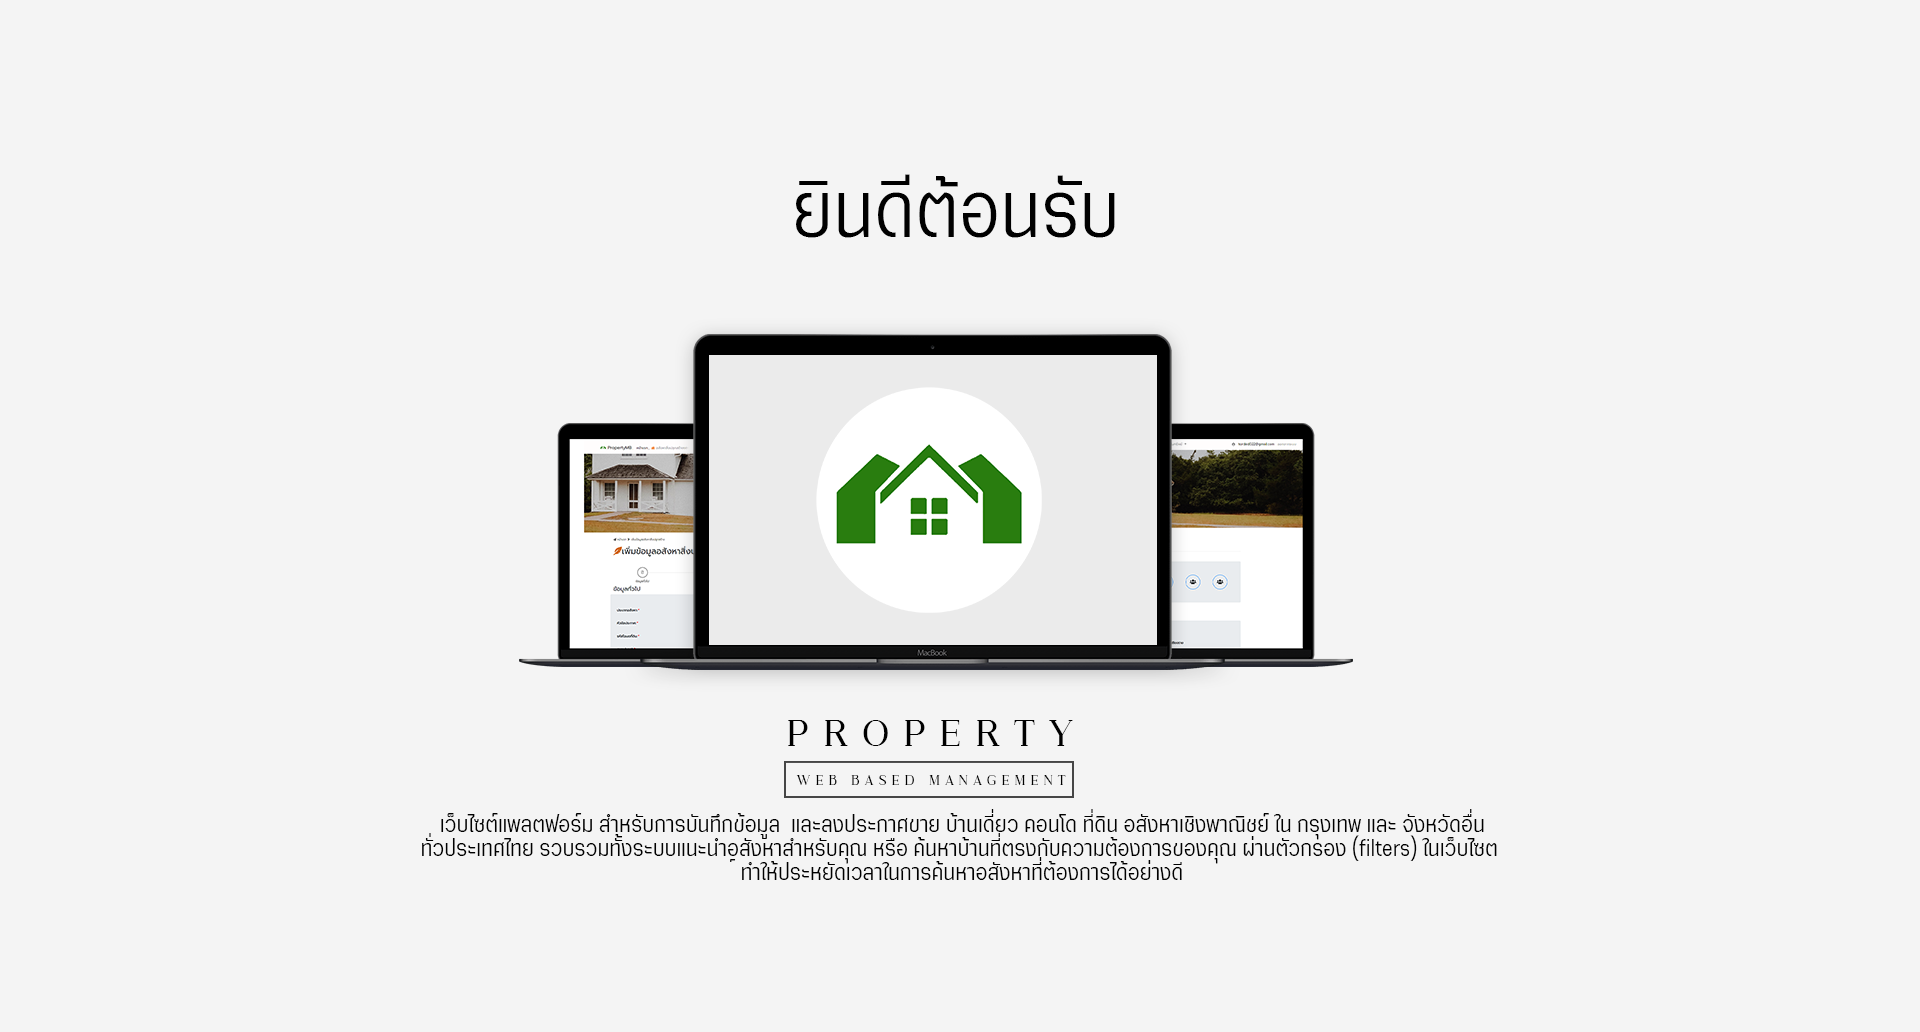 ยินดีต้อนรับ
PropertyMB
เพิ่มข้อมูลอสังหา
ข้อมูลทั่วไป
MacBook
PROPERTY
WEB BASED MANAGEMENT
เว็บไซต์แพลตฟอร์ม สำหรับการบันทึกข้อมูล และลงประกาศขาย บ้านเดี่ยว คอนโด ที่ดิน อสังหาเชิงพาณิชย์ ใน กรุงเทพ และ จังหวัดอื่น
ทั่วประเทศไทย รวบรวมทั้งระบบแนะนำอสังหาสำหรับคุณ หรือ ค้นหาบ้านที่ตรงกับความต้องการของคุณ ผ่านตัวกรอง (filters) ในเว็บไซต
์ทำให้ประหยัดเวลาในการค้นหาอสังหาที่ต้องการได้อย่างดี